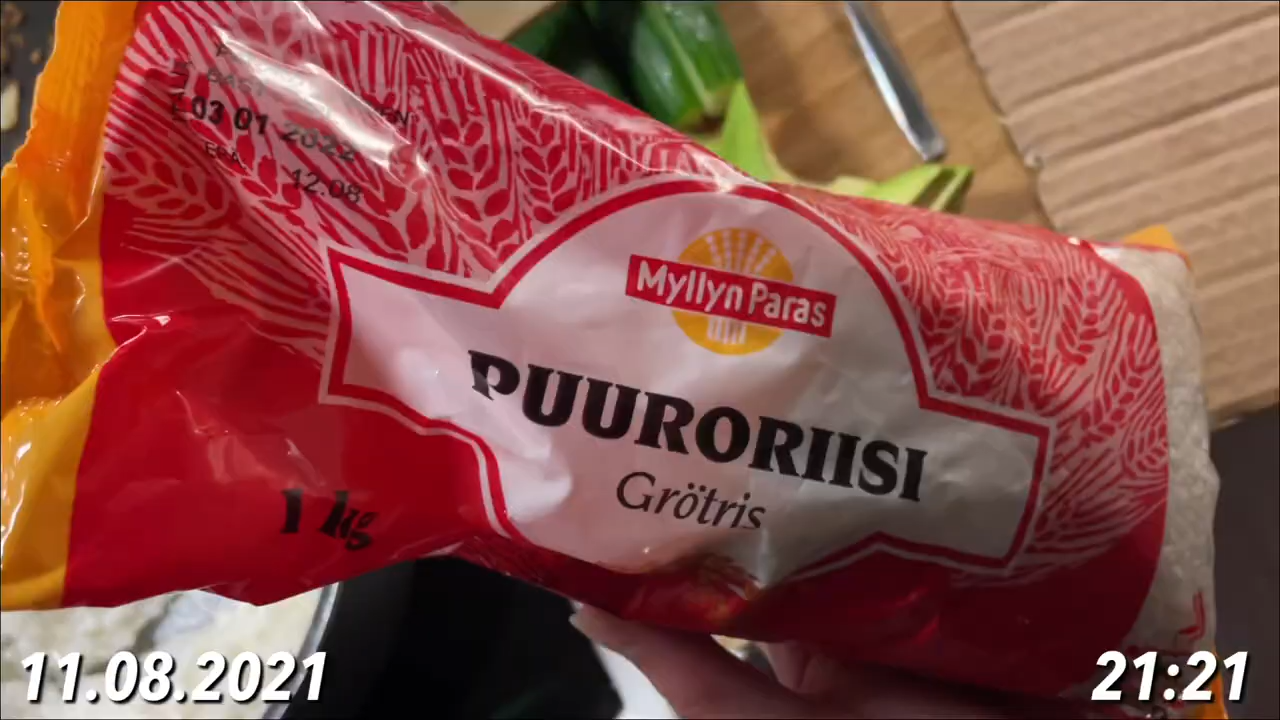 03 01 2022
12:08
Myllyn Paras
PUURORIISI
Grötris
1 kg
11.08.2021
21:21